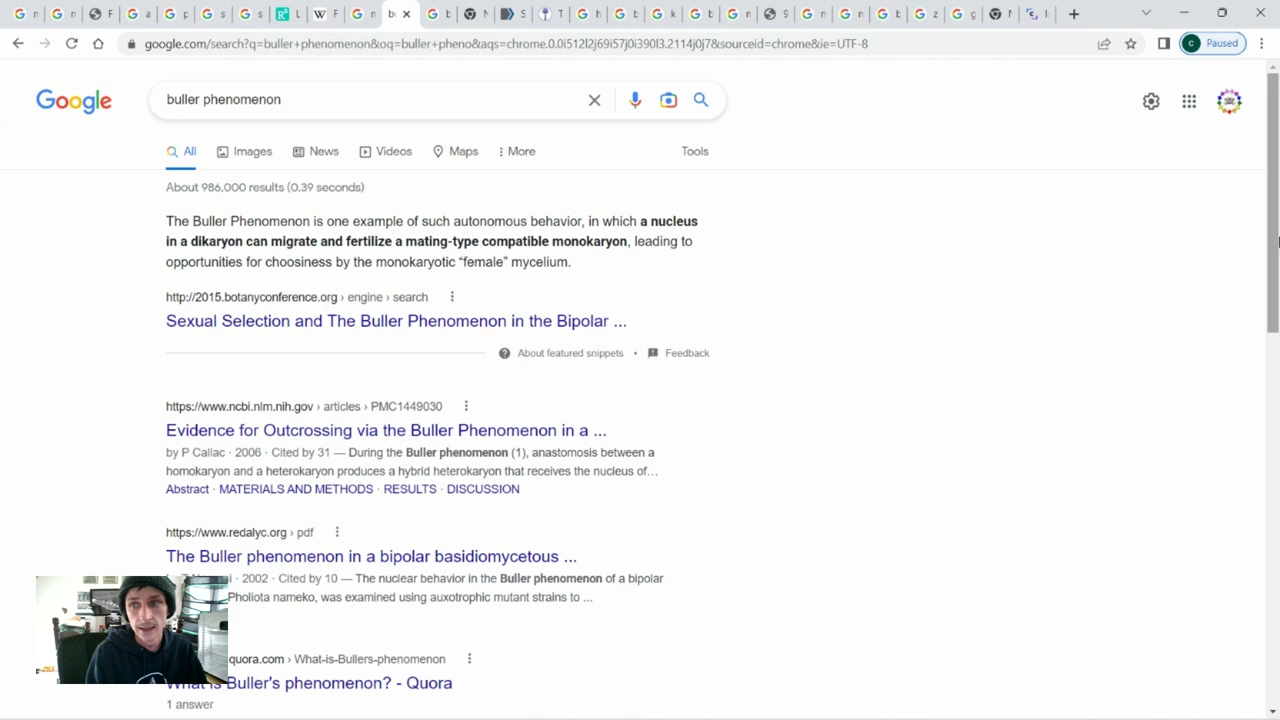 google.com/search?q=buller+phenomenon&oq=buller+pheno&aqs=chrome.0.0i512l2j69i57j0i390l3.2114j0j7&sourceid=chrome&ie=UTF-8
Paused
Google
buller phenomenon
All
Images
News
Videos
Maps
More
Tools
About 986,000 results (0.39 seconds)
The Buller Phenomenon is one example of such autonomous behavior, in which a nucleus
in a dikaryon can migrate and fertilize a mating-type compatible monokaryon, leading to
opportunities for choosiness by the monokaryotic “female” mycelium.
http://2015.botanyconference.org › engine › search
Sexual Selection and The Buller Phenomenon in the Bipolar ...
About featured snippets • Feedback
https://www.ncbi.nlm.nih.gov › articles › PMC1449030
Evidence for Outcrossing via the Buller Phenomenon in a ...
by P Callac · 2006 · Cited by 31 — During the Buller phenomenon (1), anastomosis between a
homokaryon and a heterokaryon produces a hybrid heterokaryon that receives the nucleus of...
Abstract · MATERIALS AND METHODS · RESULTS · DISCUSSION
https://www.redalyc.org › pdf
The Buller phenomenon in a bipolar basidiomycetous ...
· 2002 · Cited by 10 — The nuclear behavior in the Buller phenomenon of a bipolar
Pholiota nameko, was examined using auxotrophic mutant strains to ...
quora.com › What-is-Bullers-phenomenon
What is Buller's phenomenon? - Quora
1 answer